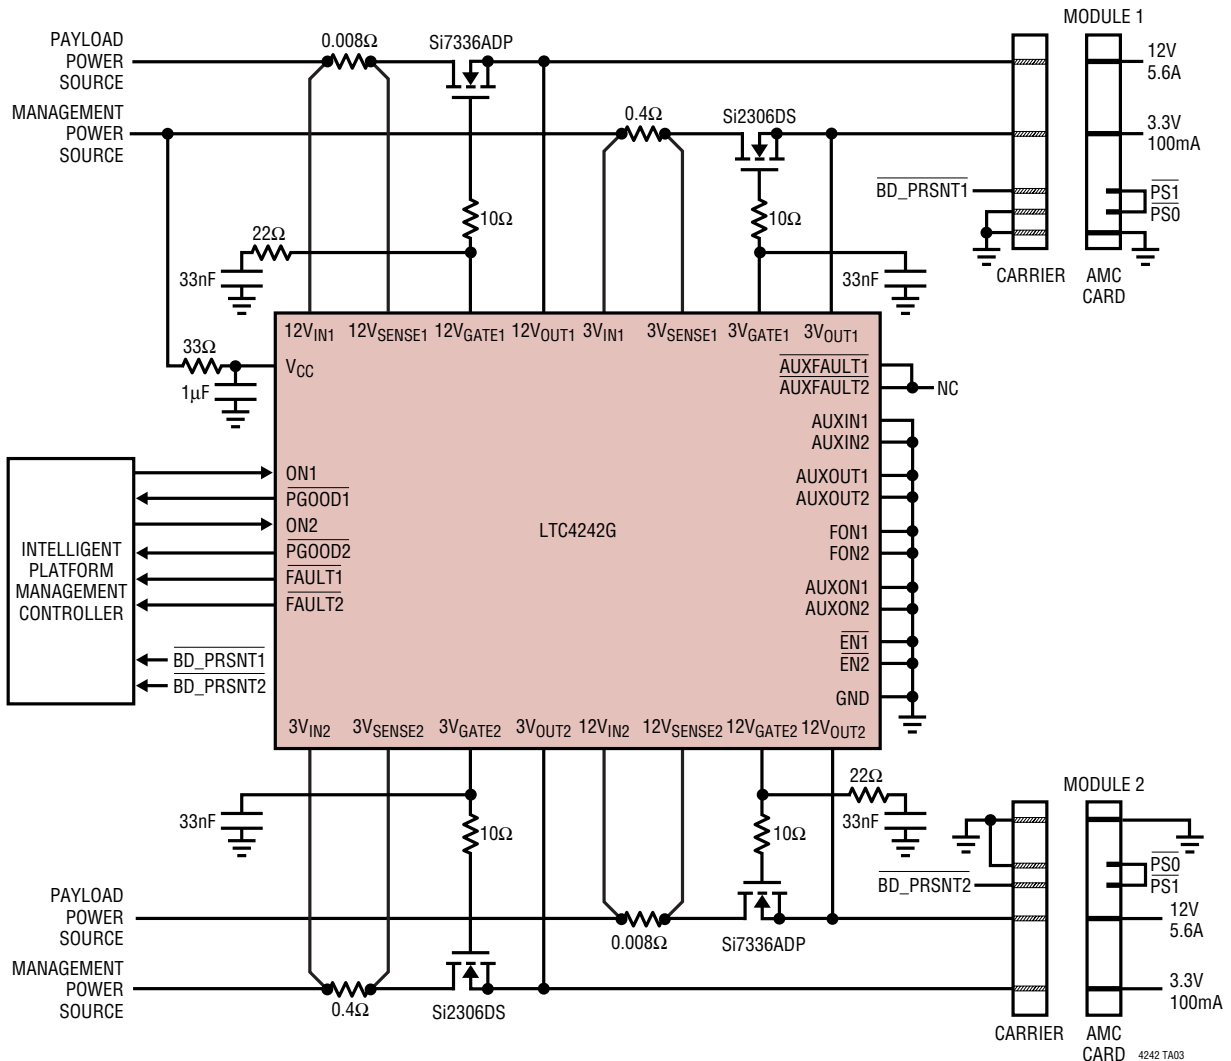 MODULE 1
PAYLOAD
POWER
SOURCE
0.008Ω
Si7336ADP
12V
5.6A
MANAGEMENT
POWER
SOURCE
0.4Ω
Si2306DS
3.3V
100mA
BD_PRSNT1
PS1
PS0
10Ω
10Ω
22Ω
33nF
33nF
CARRIER
AMC
CARD
12VIN1
12VSENSE1
12VGATE1
12VOUT1
3VIN1
3VSENSE1
3VGATE1
3VOUT1
33Ω
1µF
VCC
AUXFAULT1
AUXFAULT2
NC
AUXIN1
AUXIN2
AUXOUT1
AUXOUT2
FON1
FON2
AUXON1
AUXON2
EN1
EN2
GND
LTC4242G
INTELLIGENT
PLATFORM
MANAGEMENT
CONTROLLER
ON1
PGOOD1
ON2
PGOOD2
FAULT1
FAULT2
BD_PRSNT1
BD_PRSNT2
3VIN2
3VSENSE2
3VGATE2
3VOUT2
12VIN2
12VSENSE2
12VGATE2
12VOUT2
33nF
10Ω
10Ω
22Ω
33nF
MODULE 2
PS0
PS1
BD_PRSNT2
PAYLOAD
POWER
SOURCE
0.008Ω
Si7336ADP
12V
5.6A
MANAGEMENT
POWER
SOURCE
0.4Ω
Si2306DS
3.3V
100mA
CARRIER
AMC
CARD
4242 TA03